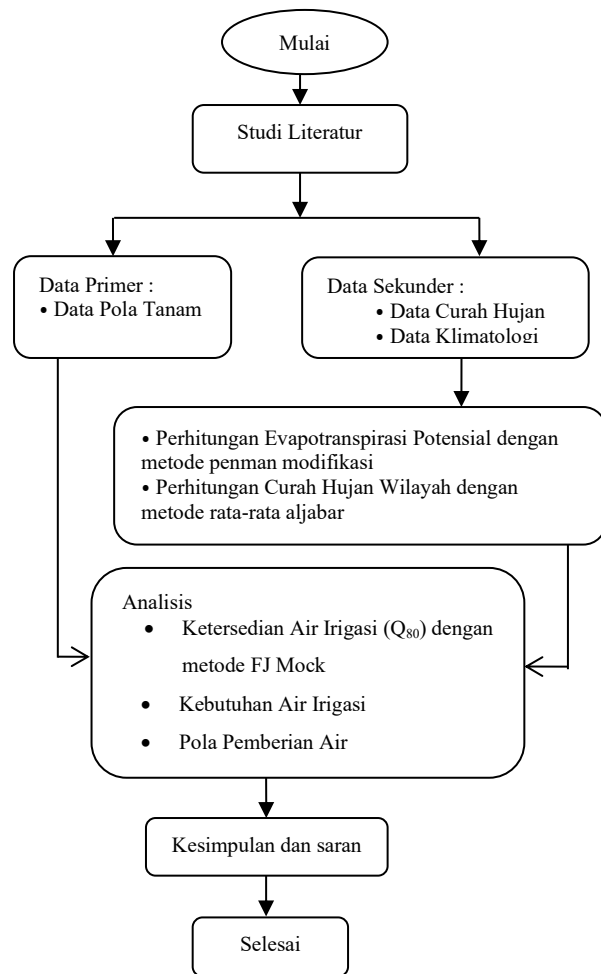 Mulai
Studi Literatur
Data Primer :
• Data Pola Tanam
Data Sekunder :
• Data Curah Hujan
• Data Klimatologi
• Perhitungan Evapotranspirasi Potensial dengan
metode penman modifikasi
• Perhitungan Curah Hujan Wilayah dengan
metode rata-rata aljabar
Analisis
• Ketersedian Air Irigasi (Q₈₀) dengan
metode FJ Mock
• Kebutuhan Air Irigasi
• Pola Pemberian Air
Kesimpulan dan saran
Selesai